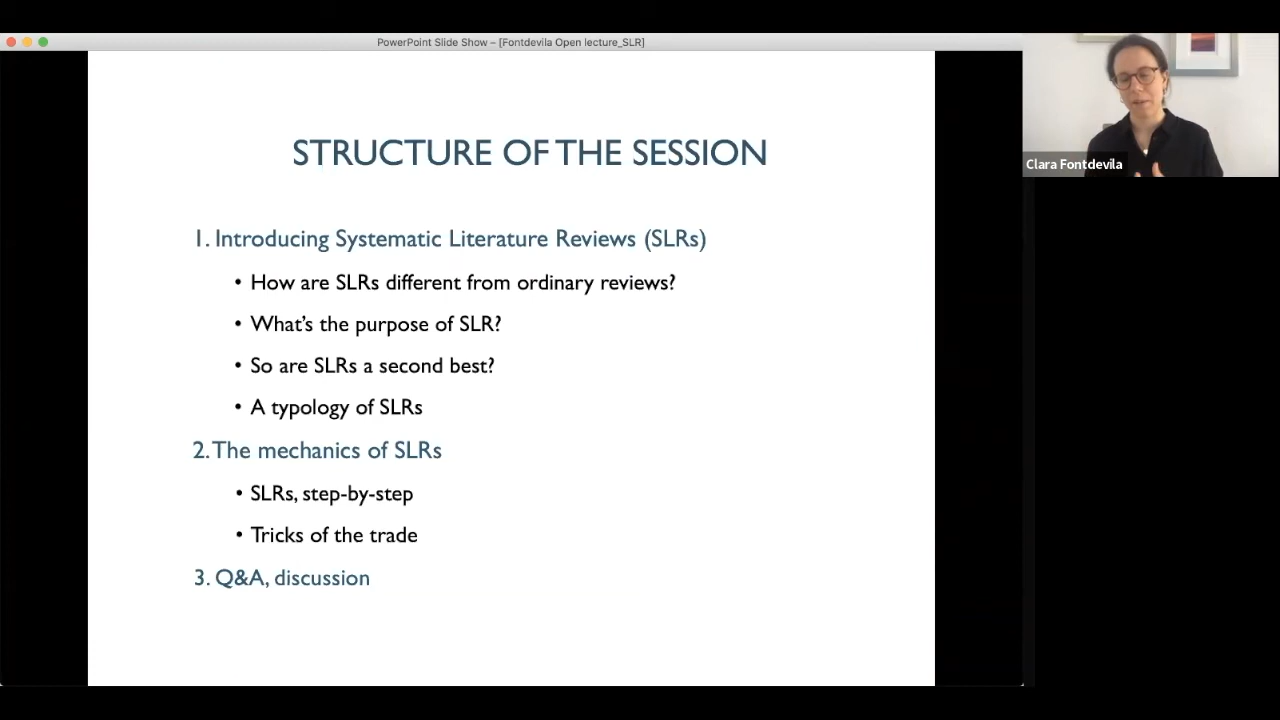 PowerPoint Slide Show – [Fontdevila Open lecture_SLR]
STRUCTURE OF THE SESSION
1. Introducing Systematic Literature Reviews (SLRs)
• How are SLRs different from ordinary reviews?
• What’s the purpose of SLR?
• So are SLRs a second best?
• A typology of SLRs
2. The mechanics of SLRs
• SLRs, step-by-step
• Tricks of the trade
3. Q&A, discussion
Clara Fontdevila